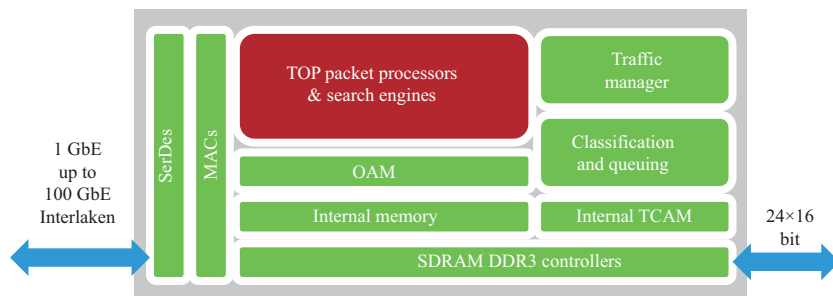 1 GbE
up to
100 GbE
Interlaken
SerDes
MACs
TOP packet processors
& search engines
OAM
Internal memory
Traffic
manager
Classification
and queuing
Internal TCAM
SDRAM DDR3 controllers
24×16
bit